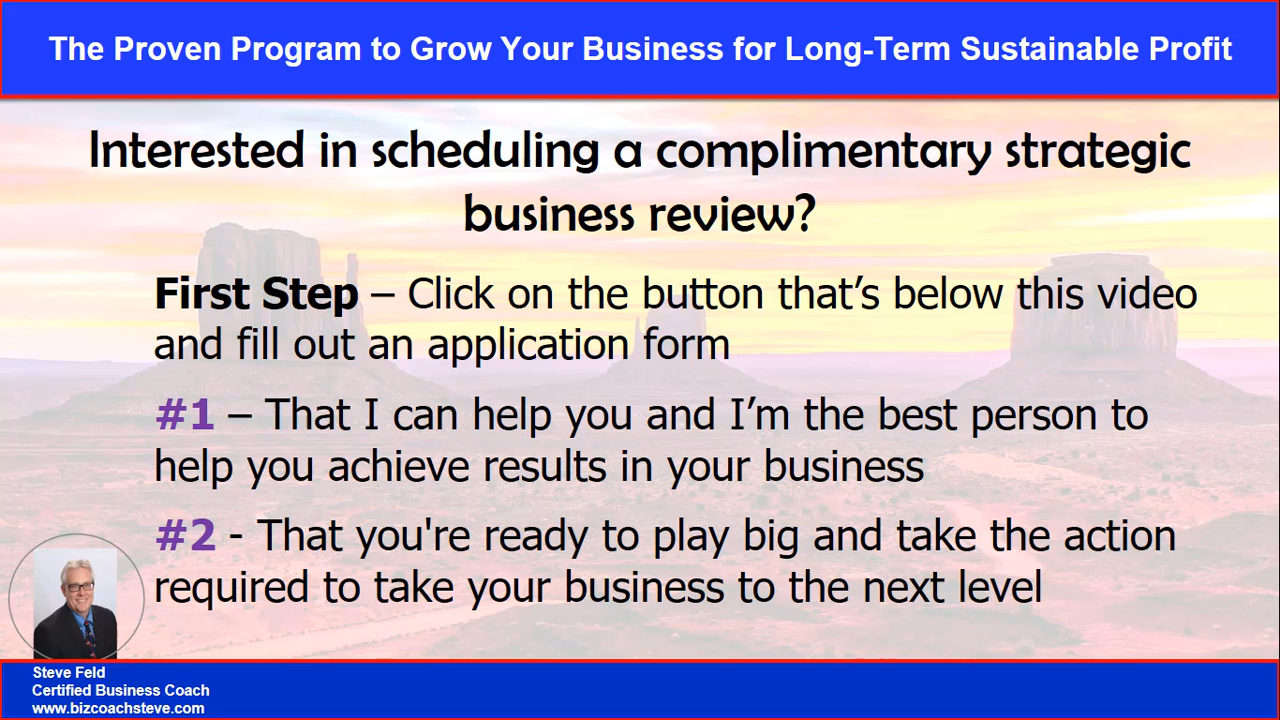 The Proven Program to Grow Your Business for Long-Term Sustainable Profit
Interested in scheduling a complimentary strategic
business review?
First Step – Click on the button that’s below this video
and fill out an application form
#1 – That I can help you and I’m the best person to
help you achieve results in your business
#2 - That you're ready to play big and take the action
required to take your business to the next level
Steve Feld
Certified Business Coach
www.bizcoachsteve.com